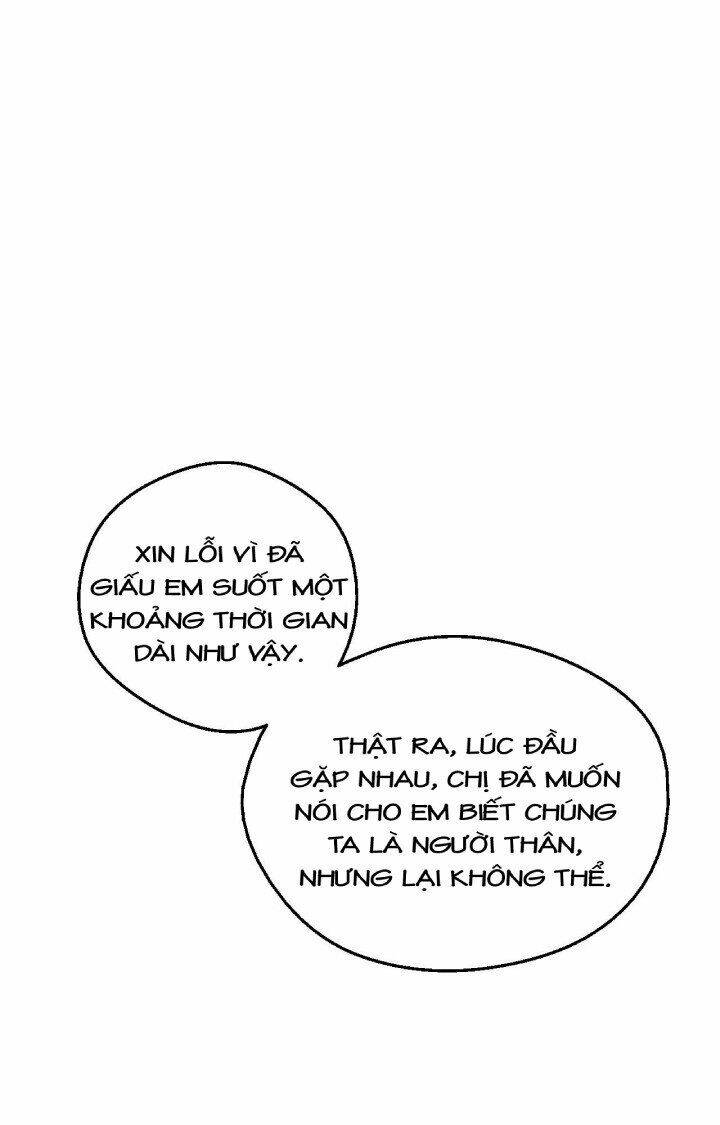 XIN LỖI VÌ ĐÃ
GIẤU EM SUỐT MỘT
KHOẢNG THỜI GIAN
DÀI NHƯ VẬY.
THẬT RA, LÚC ĐẦU
GẶP NHAU, CHỊ ĐÃ MUỐN
NÓI CHO EM BIẾT CHÚNG
TA LÀ NGƯỜI THÂN,
NHƯNG LẠI KHÔNG THỂ.